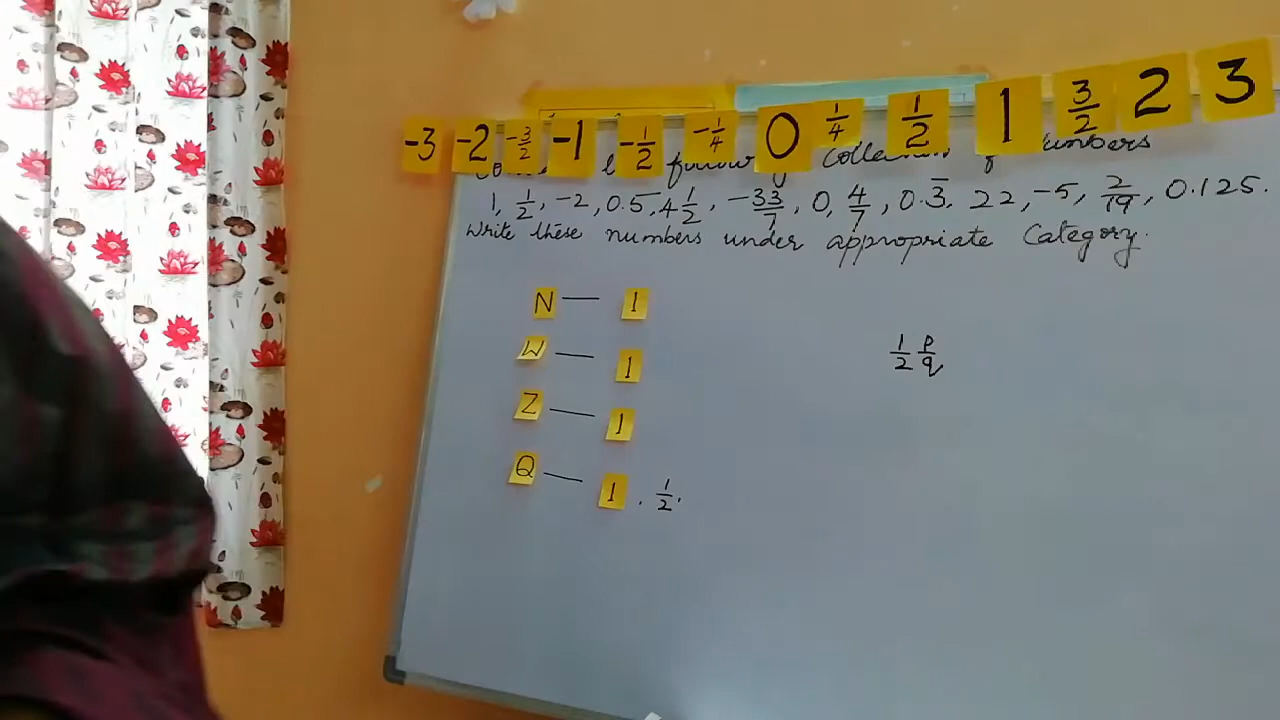 -3 -2 -3/2 -1 -1/2 -1/4 0 1/4 1/2 1 3/2 2 3
1, 1/2, -2, 0.5, 4 1/2, -33/7, 0, 4/7, 0.3̅, 22, -5, 2/19, 0.125.
Write these numbers under appropriate Category.
N — 1
W — 1
Z — 1
Q — 1, 1/2,
1/2 p/q